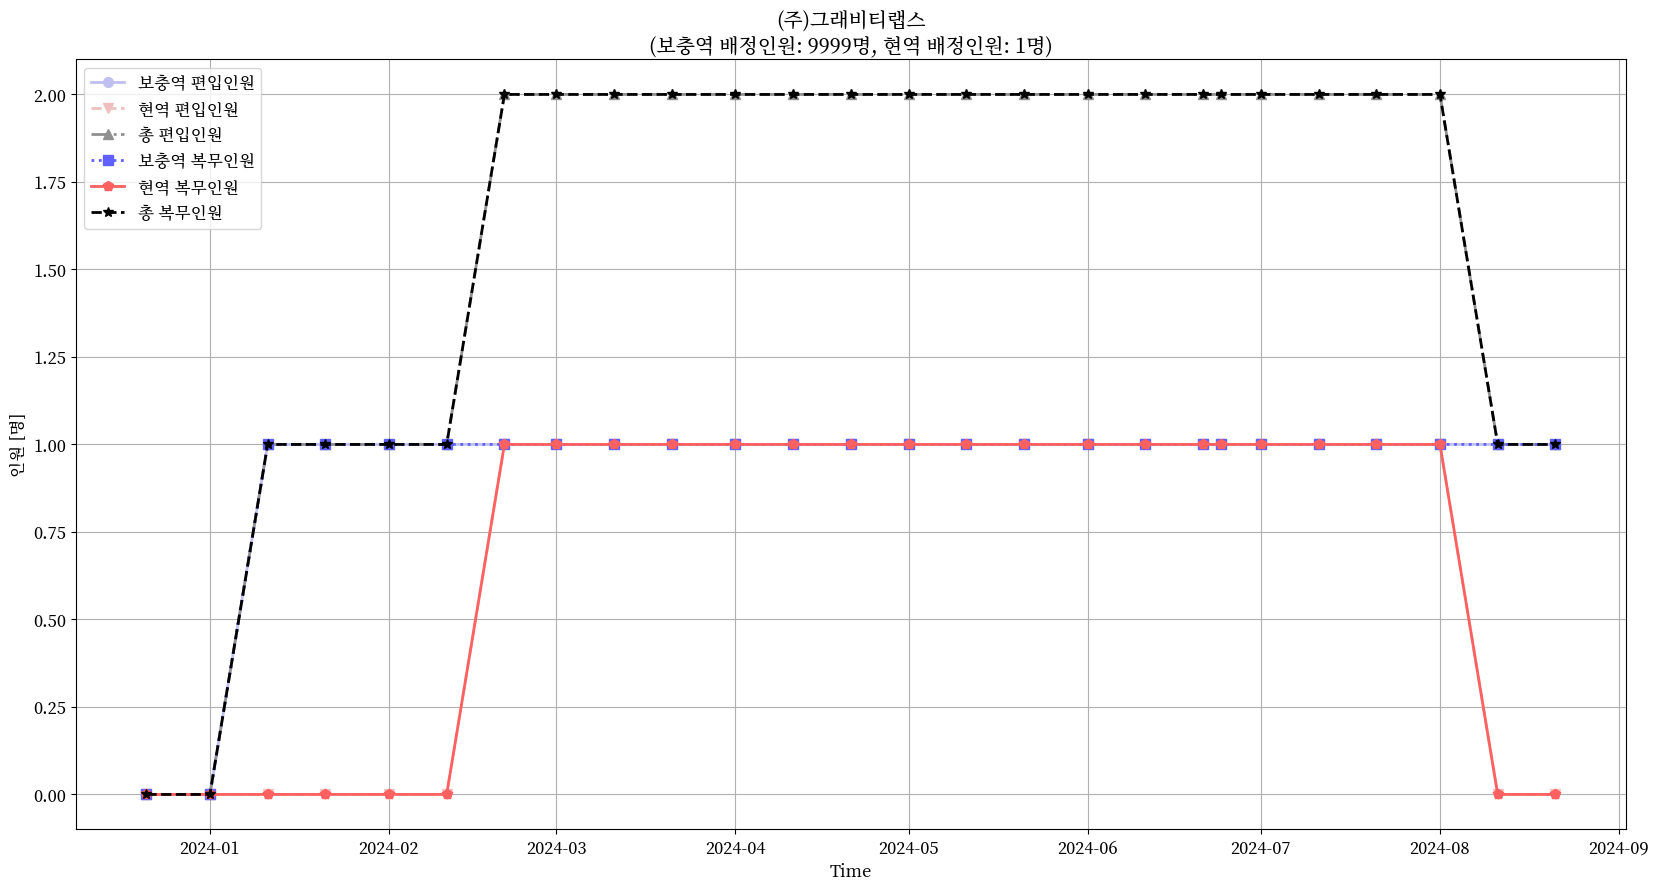 (주)그래비티랩스
(보충역 배정인원: 9999명, 현역 배정인원: 1명)
보충역 편입인원
현역 편입인원
총 편입인원
보충역 복무인원
현역 복무인원
총 복무인원
2.00
1.75
1.50
1.25
1.00
0.75
0.50
0.25
0.00
인원 [명]
2024-01 2024-02 2024-03 2024-04 2024-05 2024-06 2024-07 2024-08 2024-09
Time